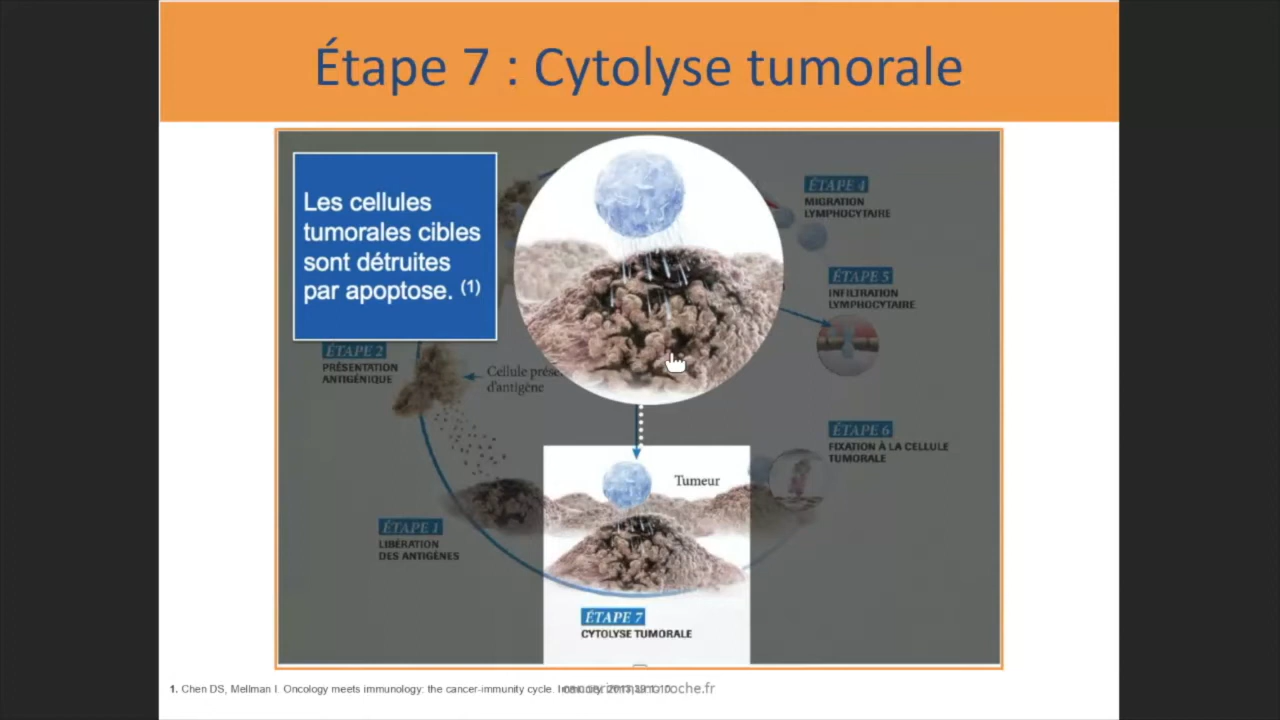 Étape 7 : Cytolyse tumorale
Les cellules
tumorales cibles
sont détruites
par apoptose. (1)
ÉTAPE 4
MIGRATION
LYMPHOCYTAIRE
ÉTAPE 5
INFILTRATION
LYMPHOCYTAIRE
ÉTAPE 2
PRÉSENTATION
ANTIGÉNIQUE
Cellule
d'antigène
ÉTAPE 6
FIXATION À LA CELLULE
TUMORALE
Tumeur
ÉTAPE 1
LIBÉRATION
DES ANTIGÈNES
ÉTAPE 7
CYTOLYSE TUMORALE
1. Chen DS, Mellman I. Oncology meets immunology: the cancer-immunity cycle.